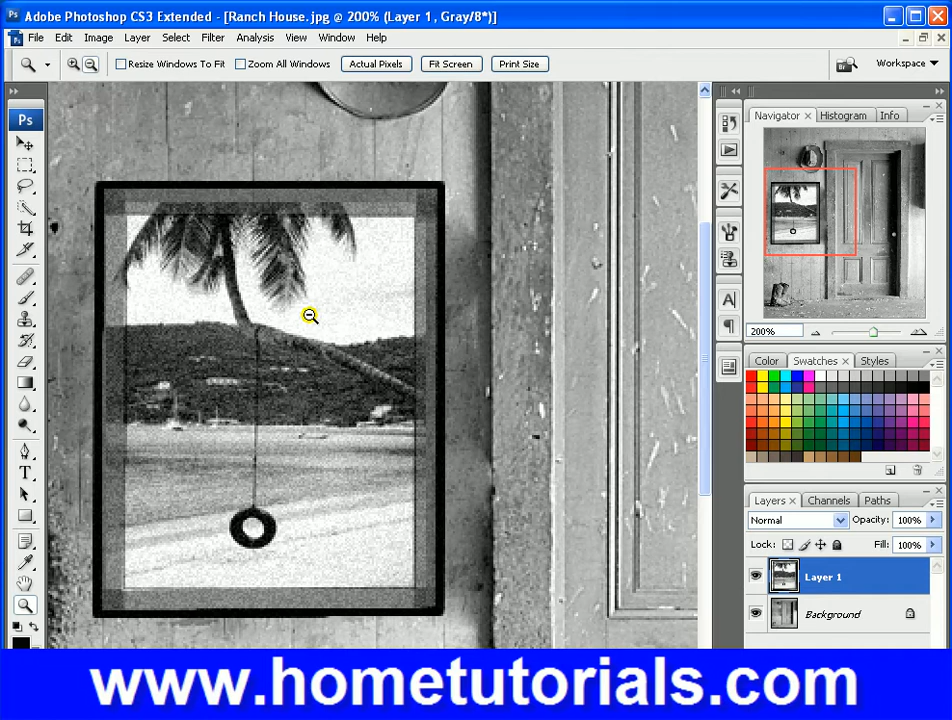 Adobe Photoshop CS3 Extended - [Ranch House.jpg @ 200% (Layer 1, Gray/8*)]
File Edit Image Layer Select Filter Analysis View Window Help
Resize Windows To Fit Zoom All Windows Actual Pixels Fit Screen Print Size Workspace
Ps
Navigator × Histogram Info
200%
Color Swatches × Styles
Layers × Channels Paths
Normal Opacity: 100%
Lock: Fill: 100%
Layer 1
Background
www.hometutorials.com